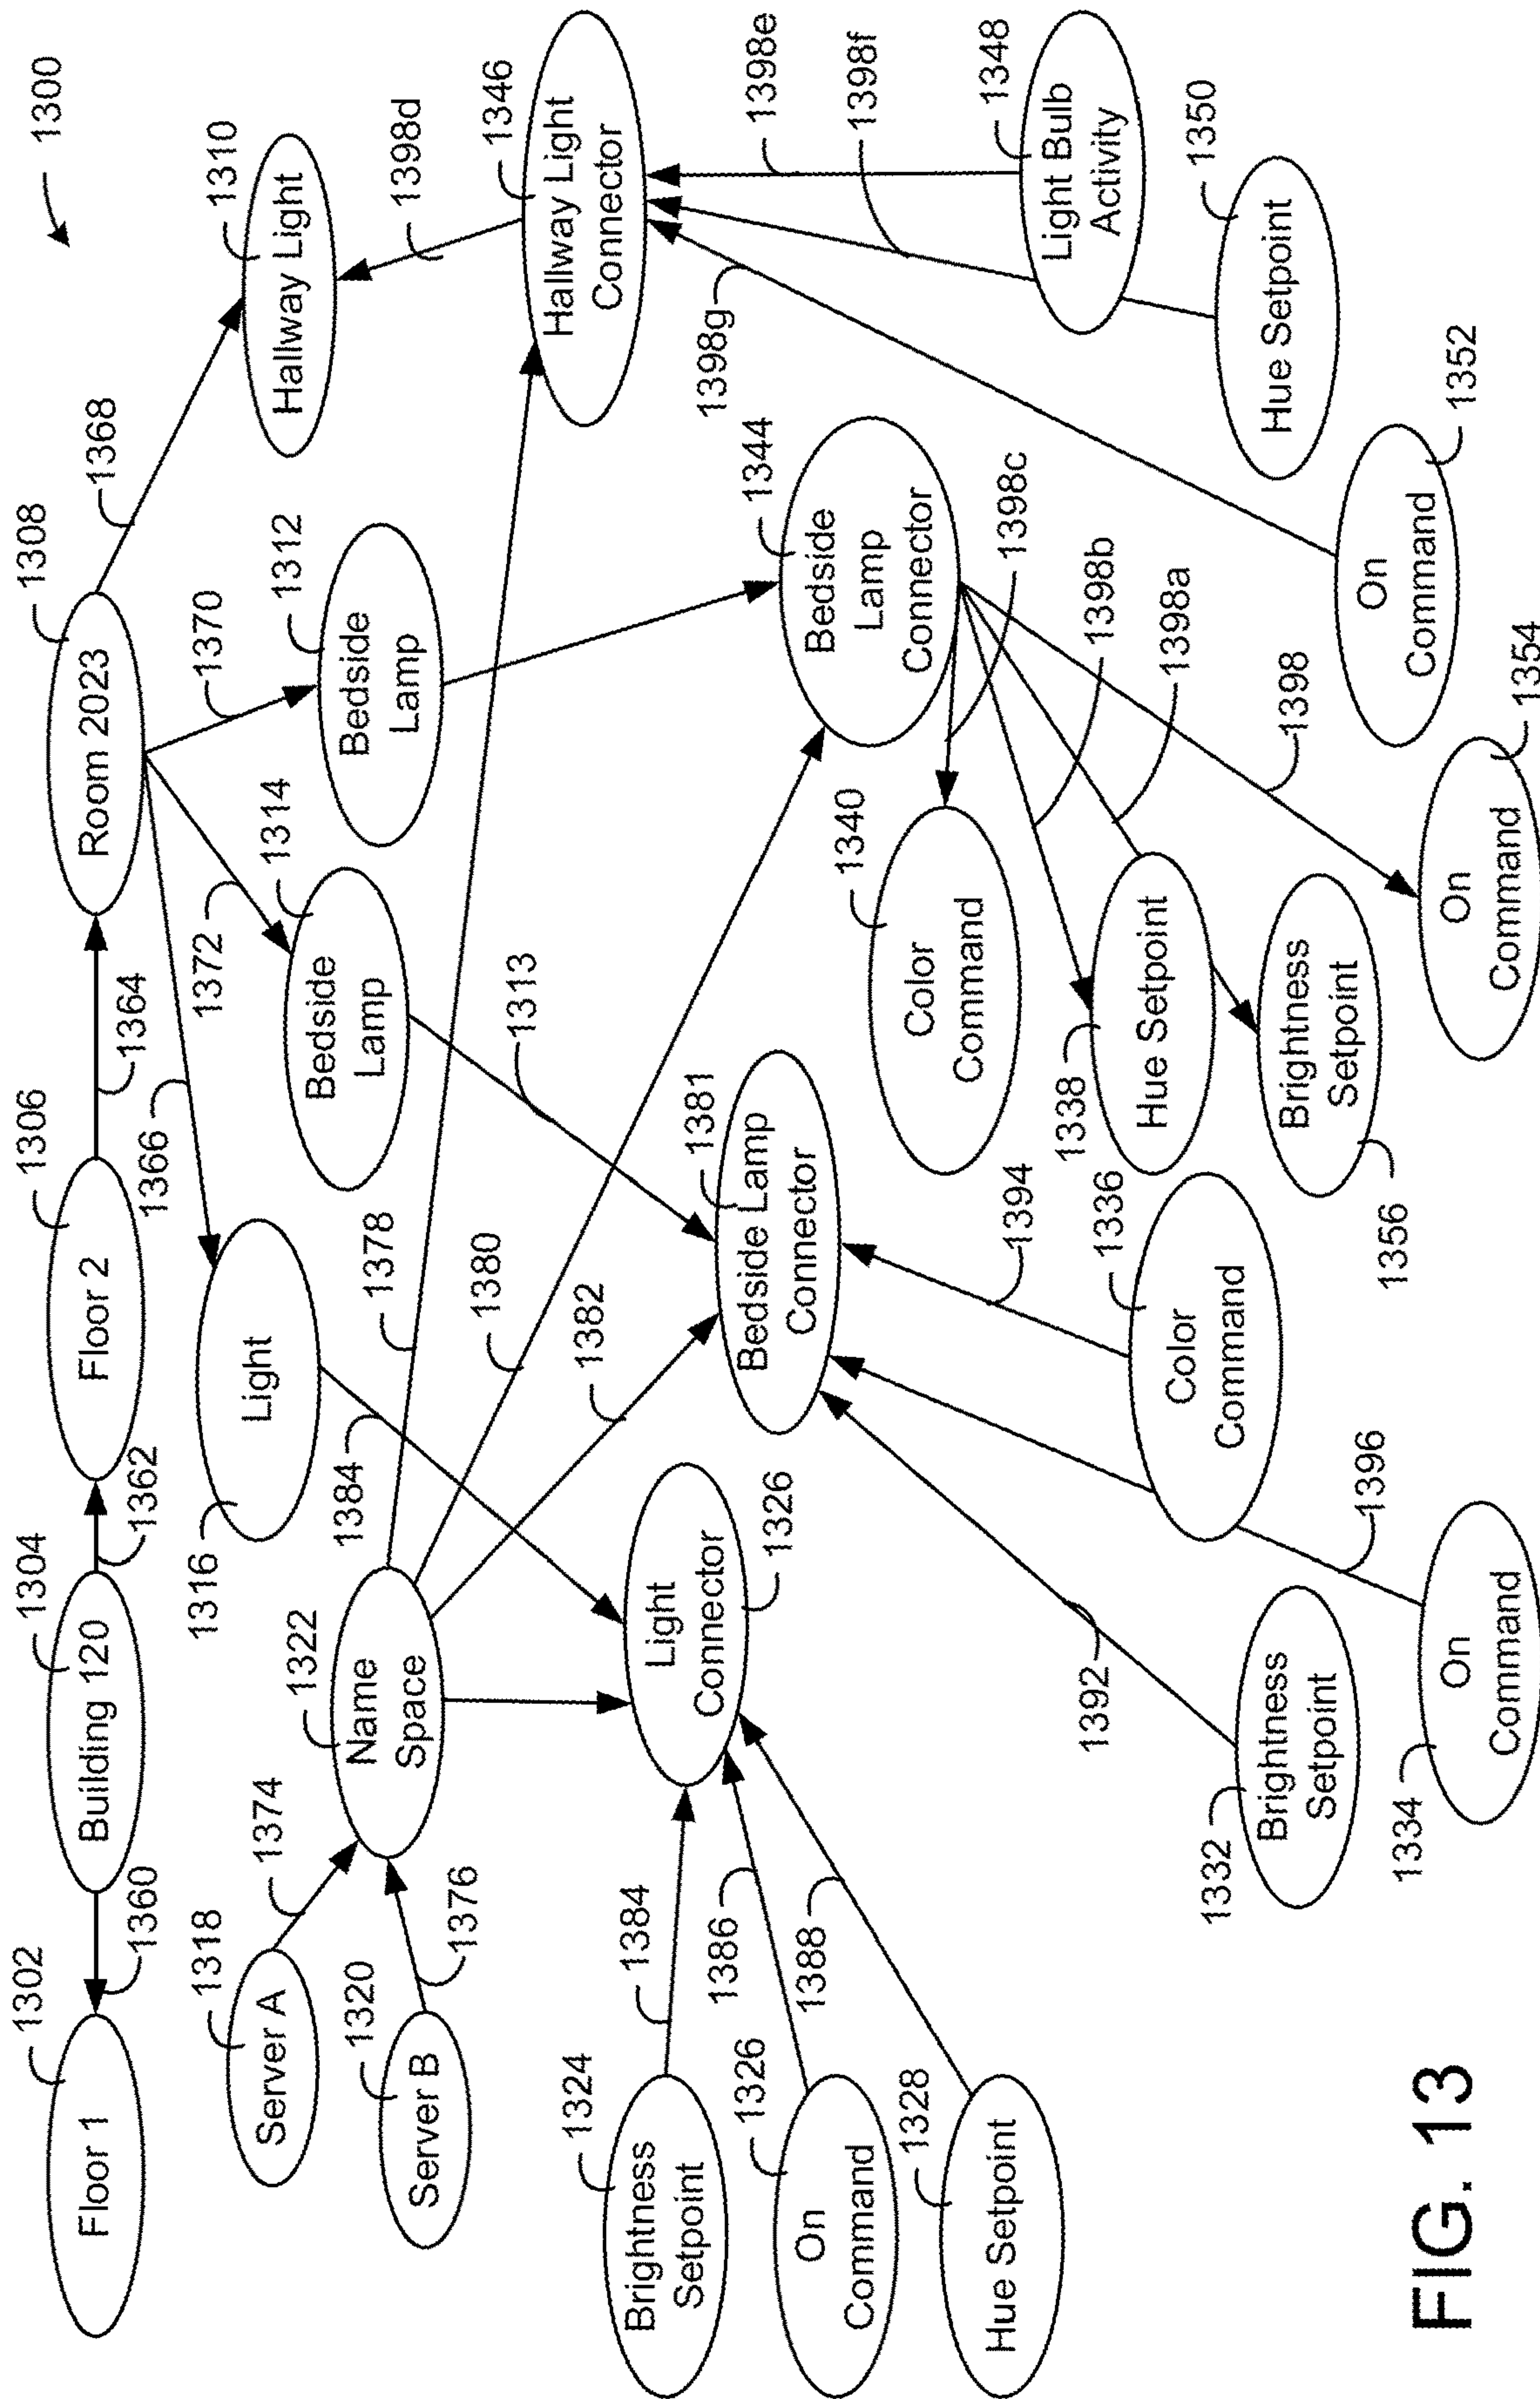 1300
1302
Floor 1
1360
1304
Building 120
1362
1306
Floor 2
1364
1308
Room 2023
1368
1370
1372
1366
1310
Hallway Light
1312
Bedside
Lamp
1314
Bedside
Lamp
1316
Light
1318
Server A
1374
1320
Server B
1376
1322
Name
Space
1384
1378
1380
1382
1313
1398d
1346
Hallway Light
Connector
1344
Bedside
Lamp
Connector
1381
Bedside Lamp
Connector
Light
Connector
1326
1324
Brightness
Setpoint
1384
1326
On
Command
1386
1328
Hue Setpoint
1388
1392
1332
Brightness
Setpoint
1334
On
Command
1396
1394
1336
Color
Command
1340
Color
Command
1338
Hue Setpoint
1356
Brightness
Setpoint
1398c
1398b
1398a
1398
1354
On
Command
1398g
1352
On
Command
1398e
1398f
1348
Light Bulb
Activity
1350
Hue Setpoint
FIG. 13